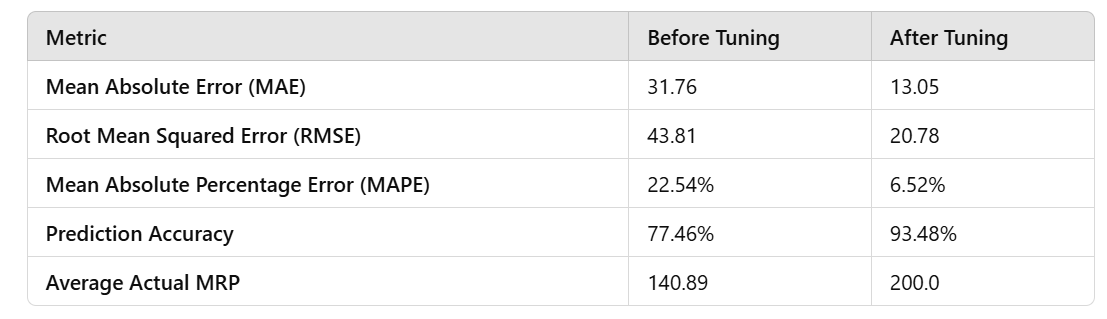 Metric Before Tuning After Tuning
Mean Absolute Error (MAE) 31.76 13.05
Root Mean Squared Error (RMSE) 43.81 20.78
Mean Absolute Percentage Error (MAPE) 22.54% 6.52%
Prediction Accuracy 77.46% 93.48%
Average Actual MRP 140.89 200.0